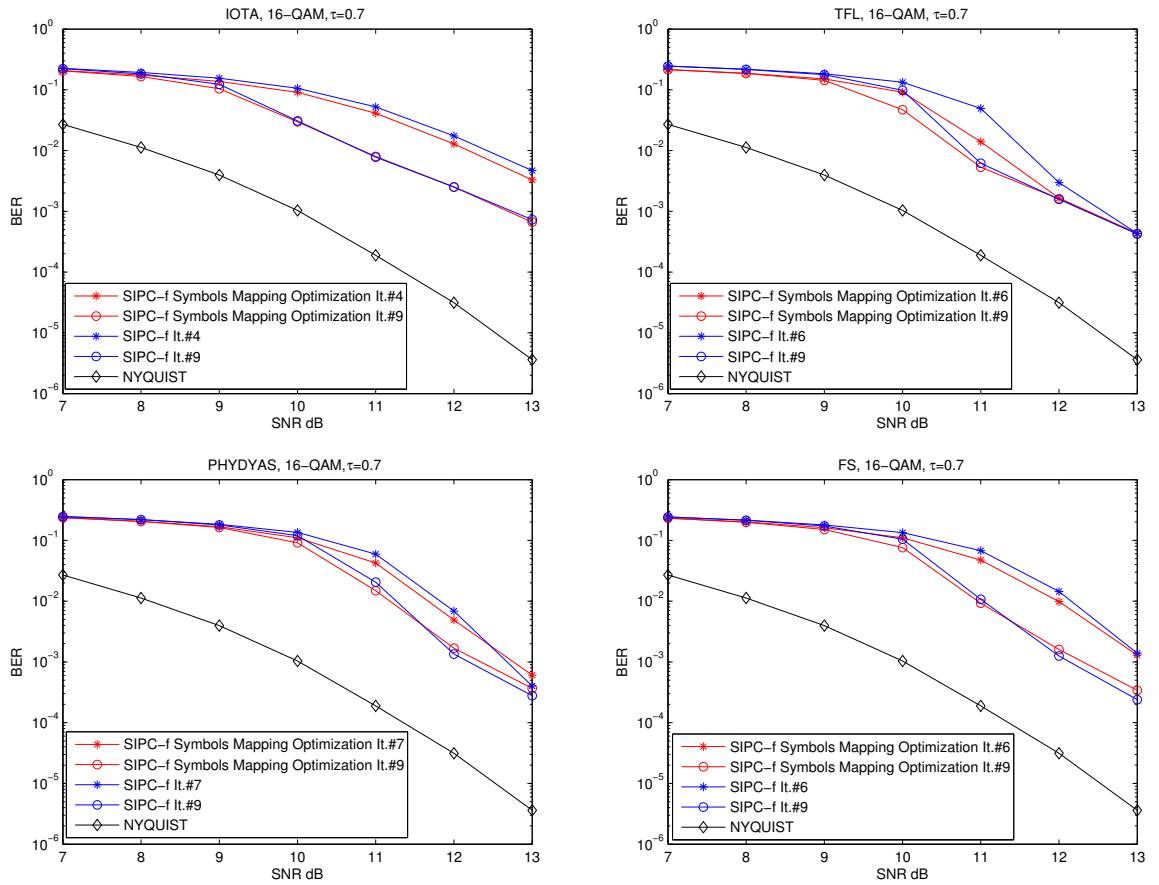 IOTA, 16-QAM, τ=0.7
10^0
10^−1
10^−2
10^−3
10^−4
10^−5
10^−6
BER
SIPC−f Symbols Mapping Optimization It.#4
SIPC−f Symbols Mapping Optimization It.#9
SIPC−f It.#4
SIPC−f It.#9
NYQUIST
7 8 9 10 11 12 13
SNR dB
TFL, 16-QAM, τ=0.7
10^0
10^−1
10^−2
10^−3
10^−4
10^−5
10^−6
BER
SIPC−f Symbols Mapping Optimization It.#6
SIPC−f Symbols Mapping Optimization It.#9
SIPC−f It.#6
SIPC−f It.#9
NYQUIST
7 8 9 10 11 12 13
SNR dB
PHYDYAS, 16-QAM, τ=0.7
10^0
10^−1
10^−2
10^−3
10^−4
10^−5
10^−6
BER
SIPC−f Symbols Mapping Optimization It.#7
SIPC−f Symbols Mapping Optimization It.#9
SIPC−f It.#7
SIPC−f It.#9
NYQUIST
7 8 9 10 11 12 13
SNR dB
FS, 16-QAM, τ=0.7
10^0
10^−1
10^−2
10^−3
10^−4
10^−5
10^−6
BER
SIPC−f Symbols Mapping Optimization It.#6
SIPC−f Symbols Mapping Optimization It.#9
SIPC−f It.#6
SIPC−f It.#9
NYQUIST
7 8 9 10 11 12 13
SNR dB